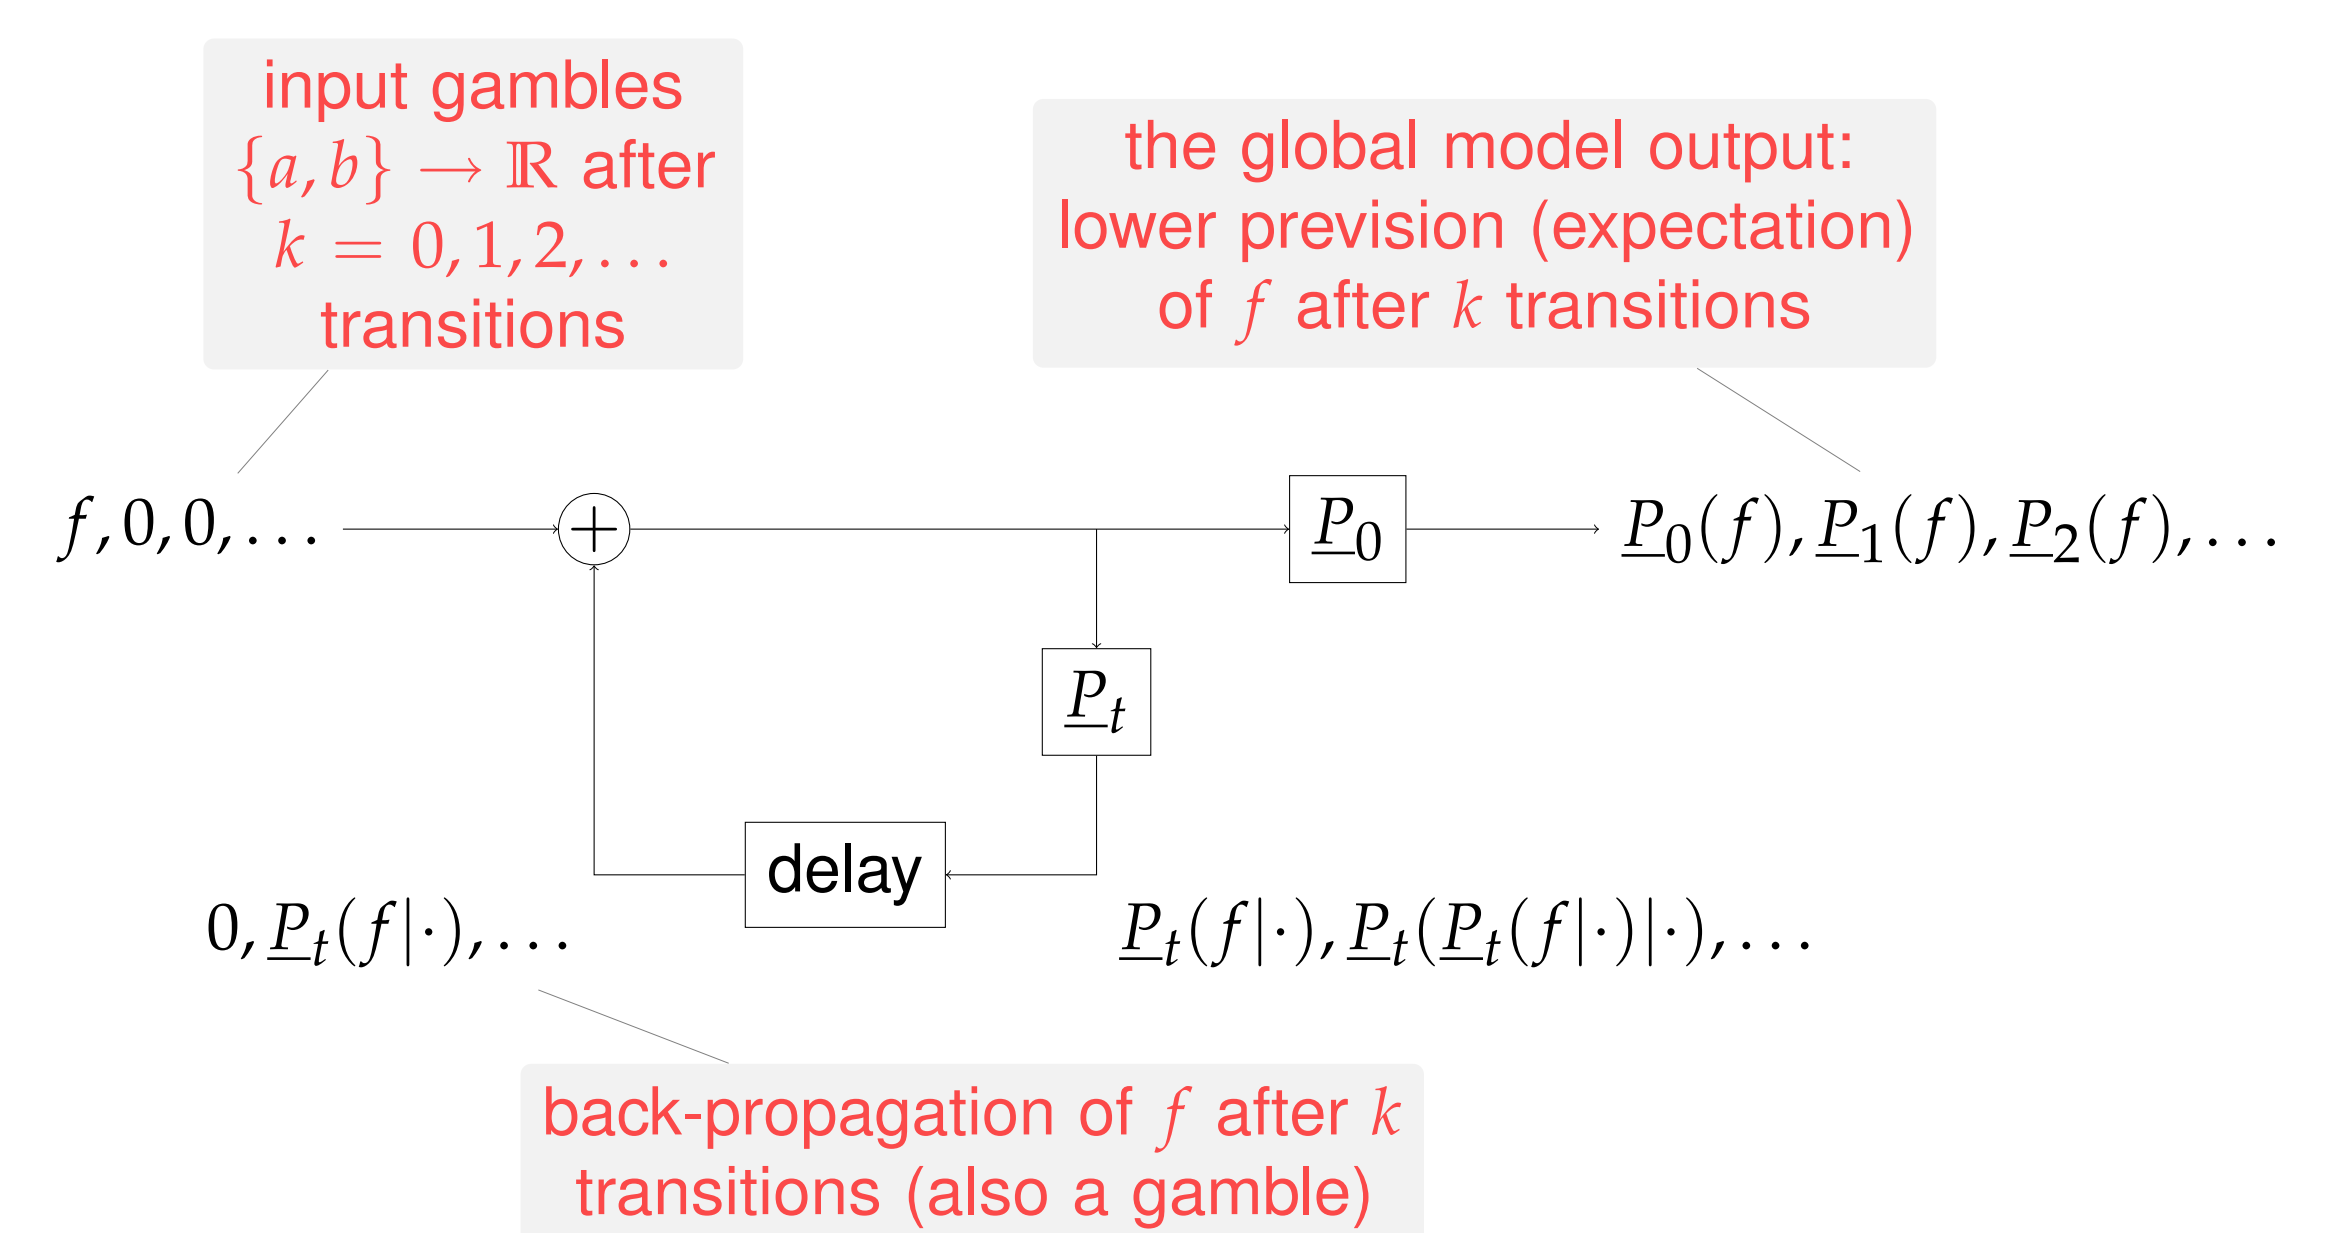 input gambles
{a, b} → ℝ after
k = 0, 1, 2, . . .
transitions
the global model output:
lower prevision (expectation)
of f after k transitions
f, 0, 0, . . .
+
P̲₀
P̲₀(f), P̲₁(f), P̲₂(f), . . .
P̲ₜ
delay
0, P̲ₜ(f|·), . . .
P̲ₜ(f|·), P̲ₜ(P̲ₜ(f|·)|·), . . .
back-propagation of f after k
transitions (also a gamble)